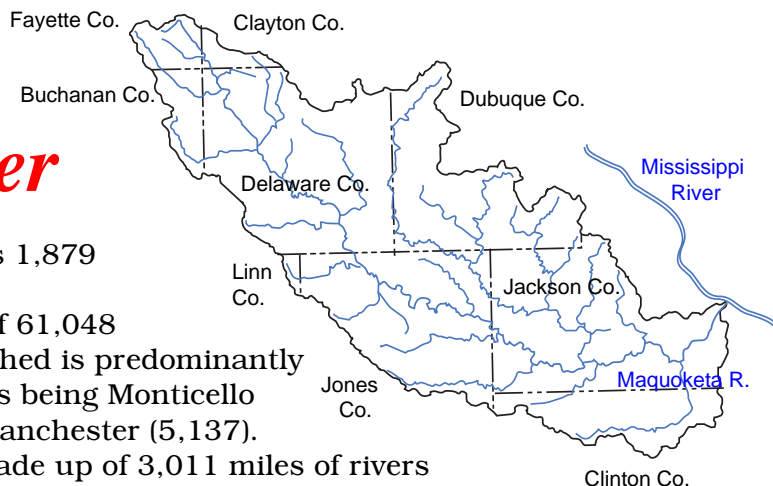 Fayette Co.
Clayton Co.
Buchanan Co.
Dubuque Co.
er
Mississippi
River
Delaware Co.
s 1,879
Linn
Co.
Jackson Co.
f 61,048
hed is predominantly
s being Monticello
anchester (5,137).
ade up of 3,011 miles of rivers
Jones
Co.
Maquoketa R.
Clinton Co.